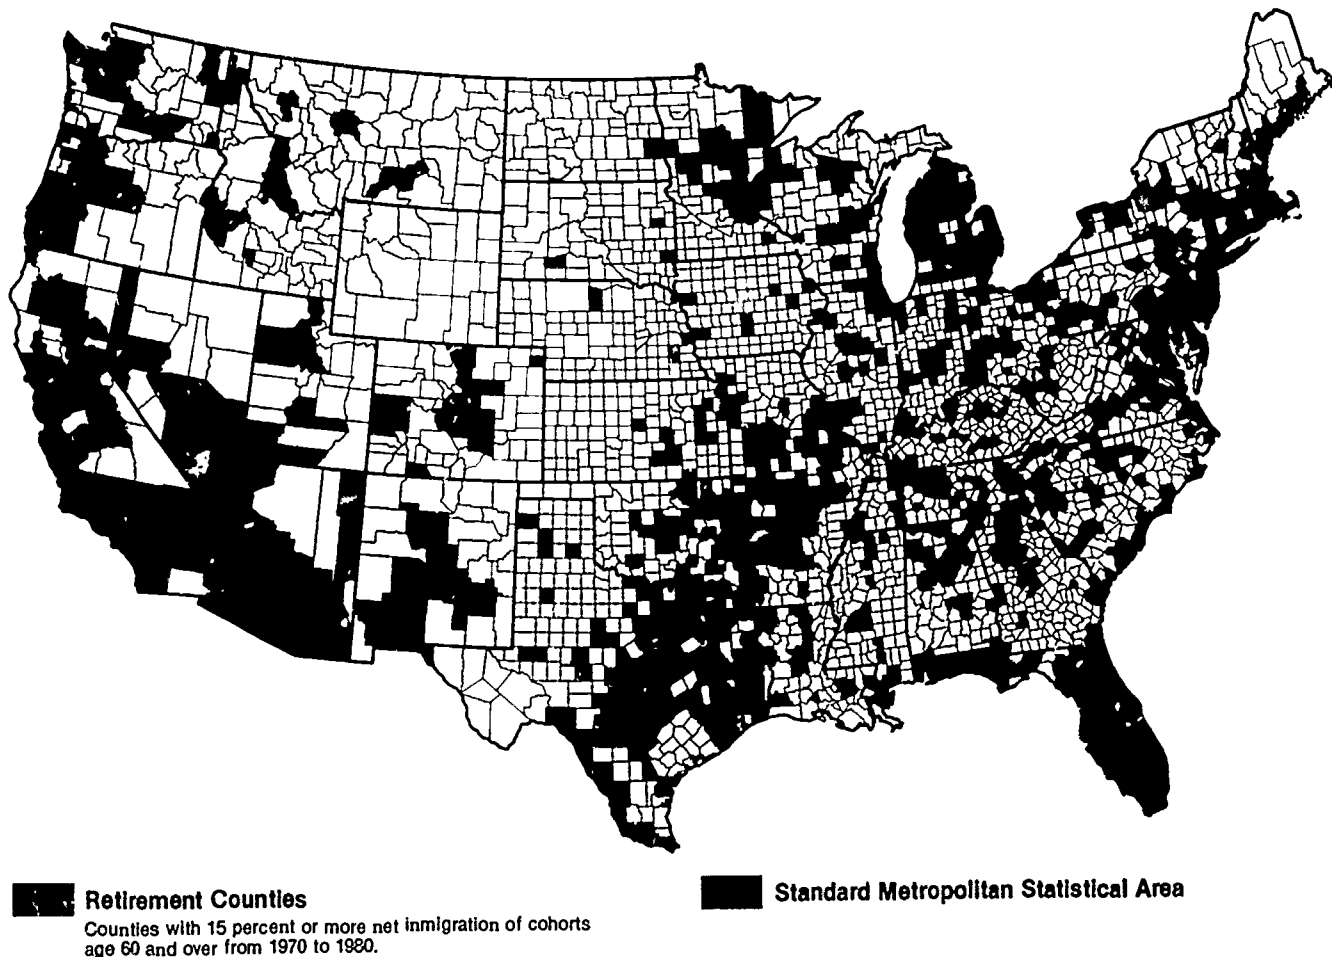 Retirement Counties
Counties with 15 percent or more net inmigration of cohorts
age 60 and over from 1970 to 1980.
Standard Metropolitan Statistical Area